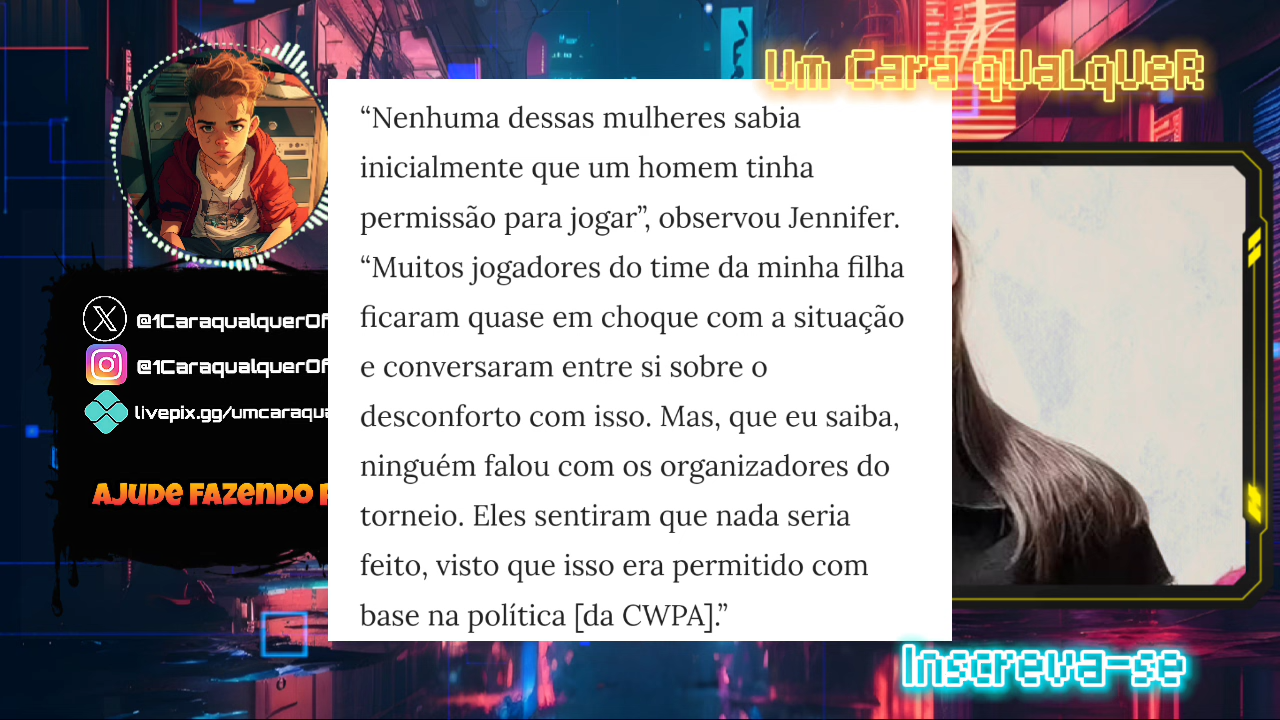 Um Cara qUaLqUeR
“Nenhuma dessas mulheres sabia
inicialmente que um homem tinha
permissão para jogar”, observou Jennifer.
“Muitos jogadores do time da minha filha
ficaram quase em choque com a situação
e conversaram entre si sobre o
desconforto com isso. Mas, que eu saiba,
ninguém falou com os organizadores do
torneio. Eles sentiram que nada seria
feito, visto que isso era permitido com
base na política [da CWPA].”
@1CaraqualquerOf
@1CaraqualquerOf
livepix.gg/umcaraqua
AJUDE FAZENDO
Inscreva-se